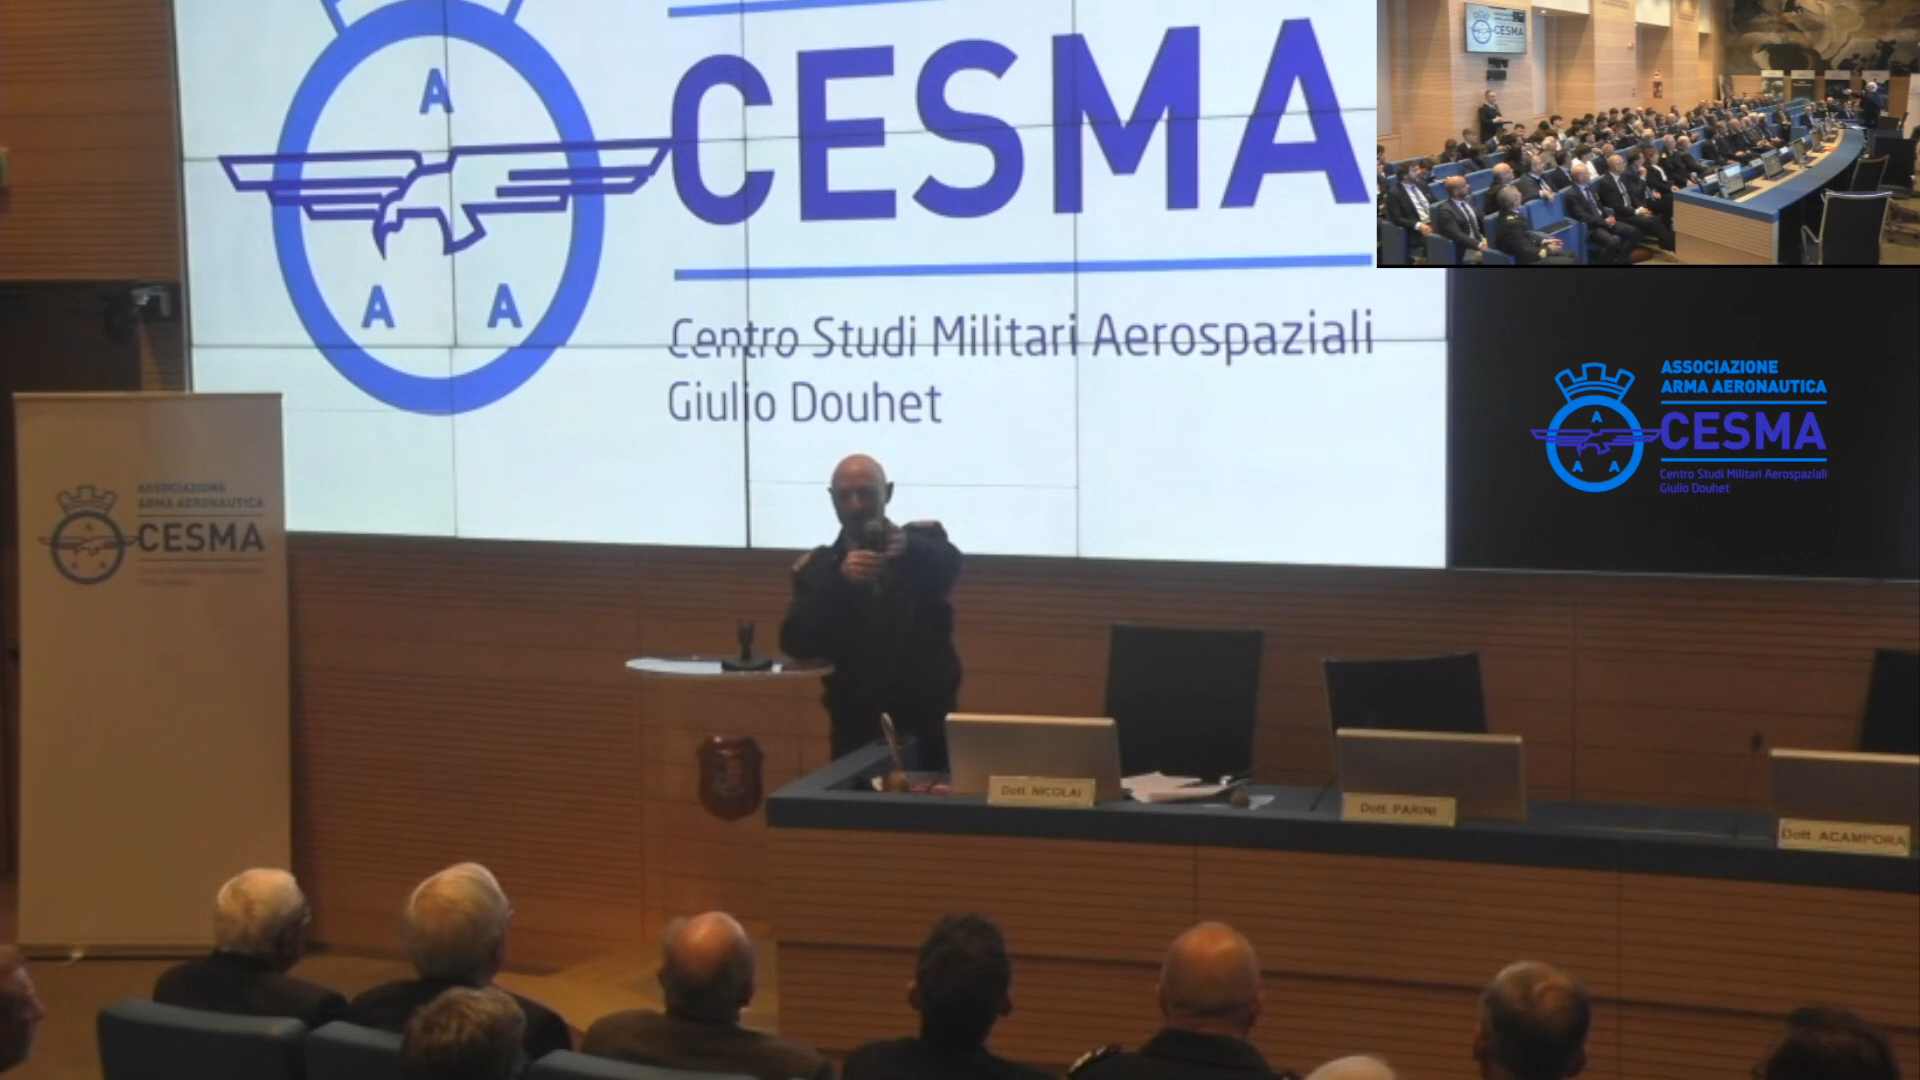 A
A
A
CESMA
Centro Studi Militari Aerospaziali
Giulio Douhet
CESMA
ASSOCIAZIONE
ARMA AERONAUTICA
CESMA
Centro Studi Militari Aerospaziali
Giulio Douhet
A
A
A
ASSOCIAZIONE
ARMA AERONAUTICA
CESMA
A
A
A
Dott. NICOLAI
Dott. PARINI
Dott. ACAMPORA